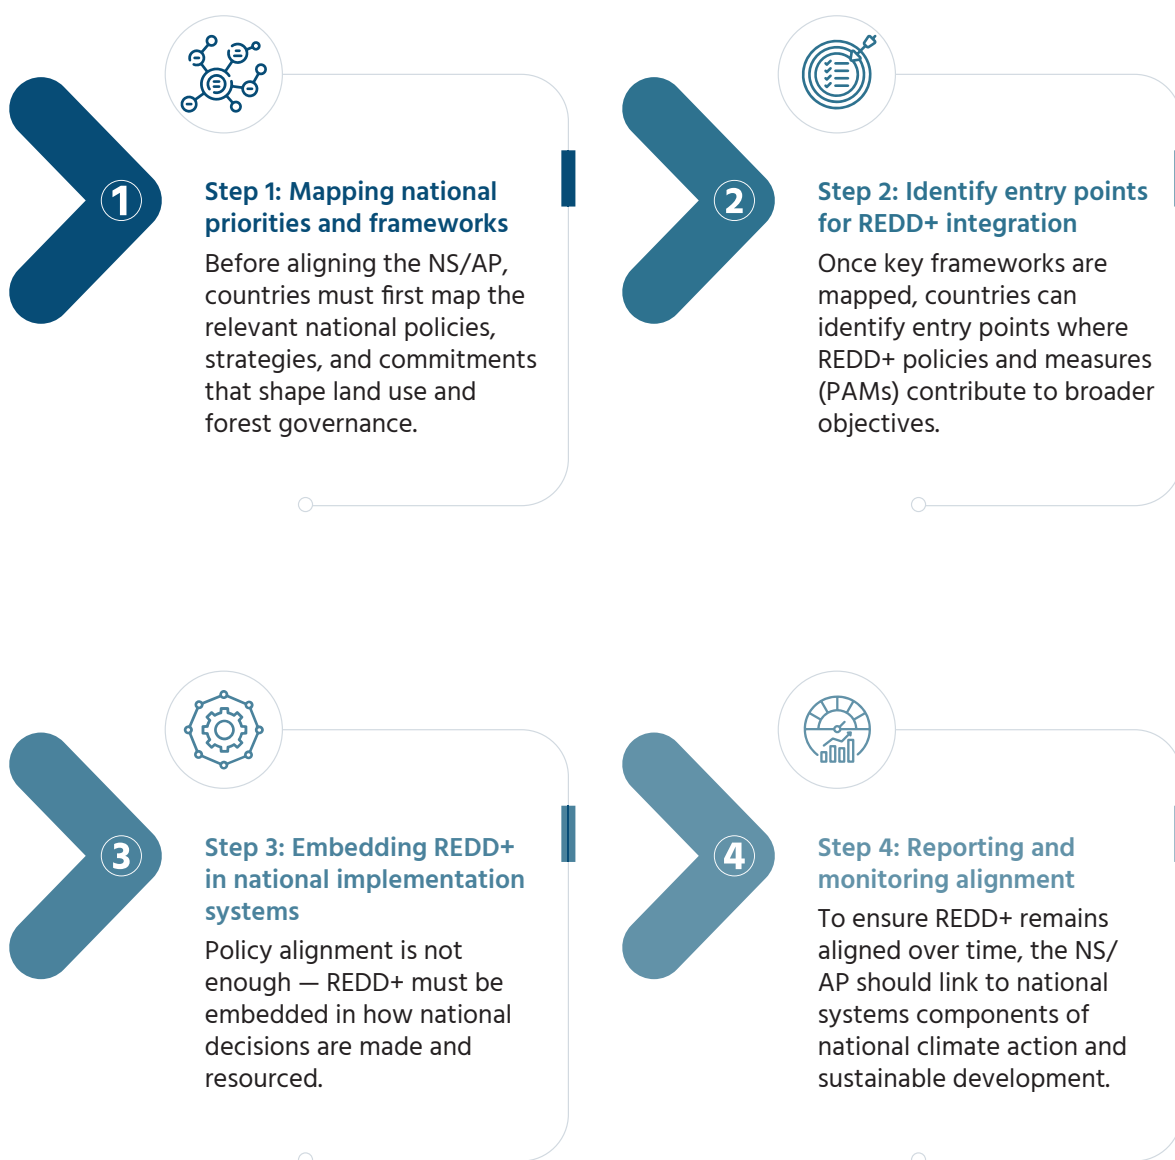 1
Step 1: Mapping national
priorities and frameworks
Before aligning the NS/AP,
countries must first map the
relevant national policies,
strategies, and commitments
that shape land use and
forest governance.
2
Step 2: Identify entry points
for REDD+ integration
Once key frameworks are
mapped, countries can
identify entry points where
REDD+ policies and measures
(PAMs) contribute to broader
objectives.
3
Step 3: Embedding REDD+
in national implementation
systems
Policy alignment is not
enough — REDD+ must be
embedded in how national
decisions are made and
resourced.
4
Step 4: Reporting and
monitoring alignment
To ensure REDD+ remains
aligned over time, the NS/
AP should link to national
systems components of
national climate action and
sustainable development.